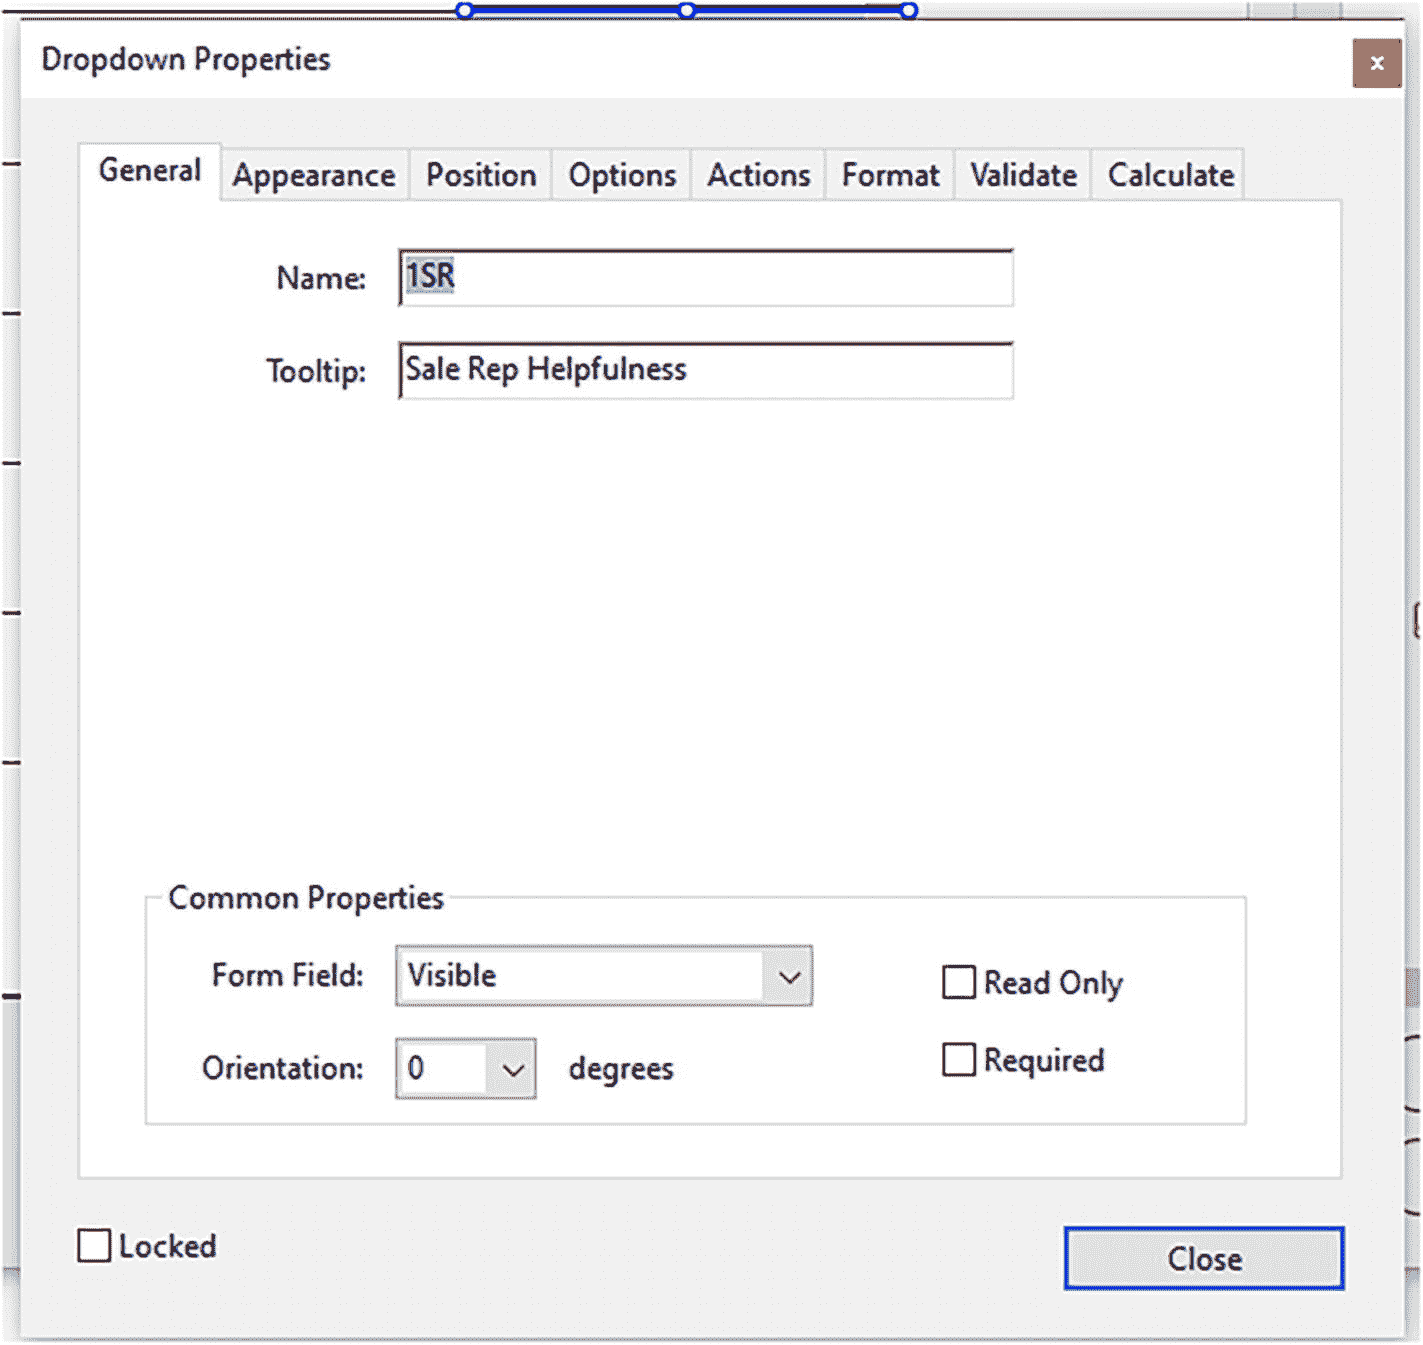 Dropdown Properties
x
General Appearance Position Options Actions Format Validate Calculate
Name: 1SR
Tooltip: Sale Rep Helpfulness
Common Properties
Form Field: Visible Read Only
Orientation: 0 degrees Required
Locked
Close